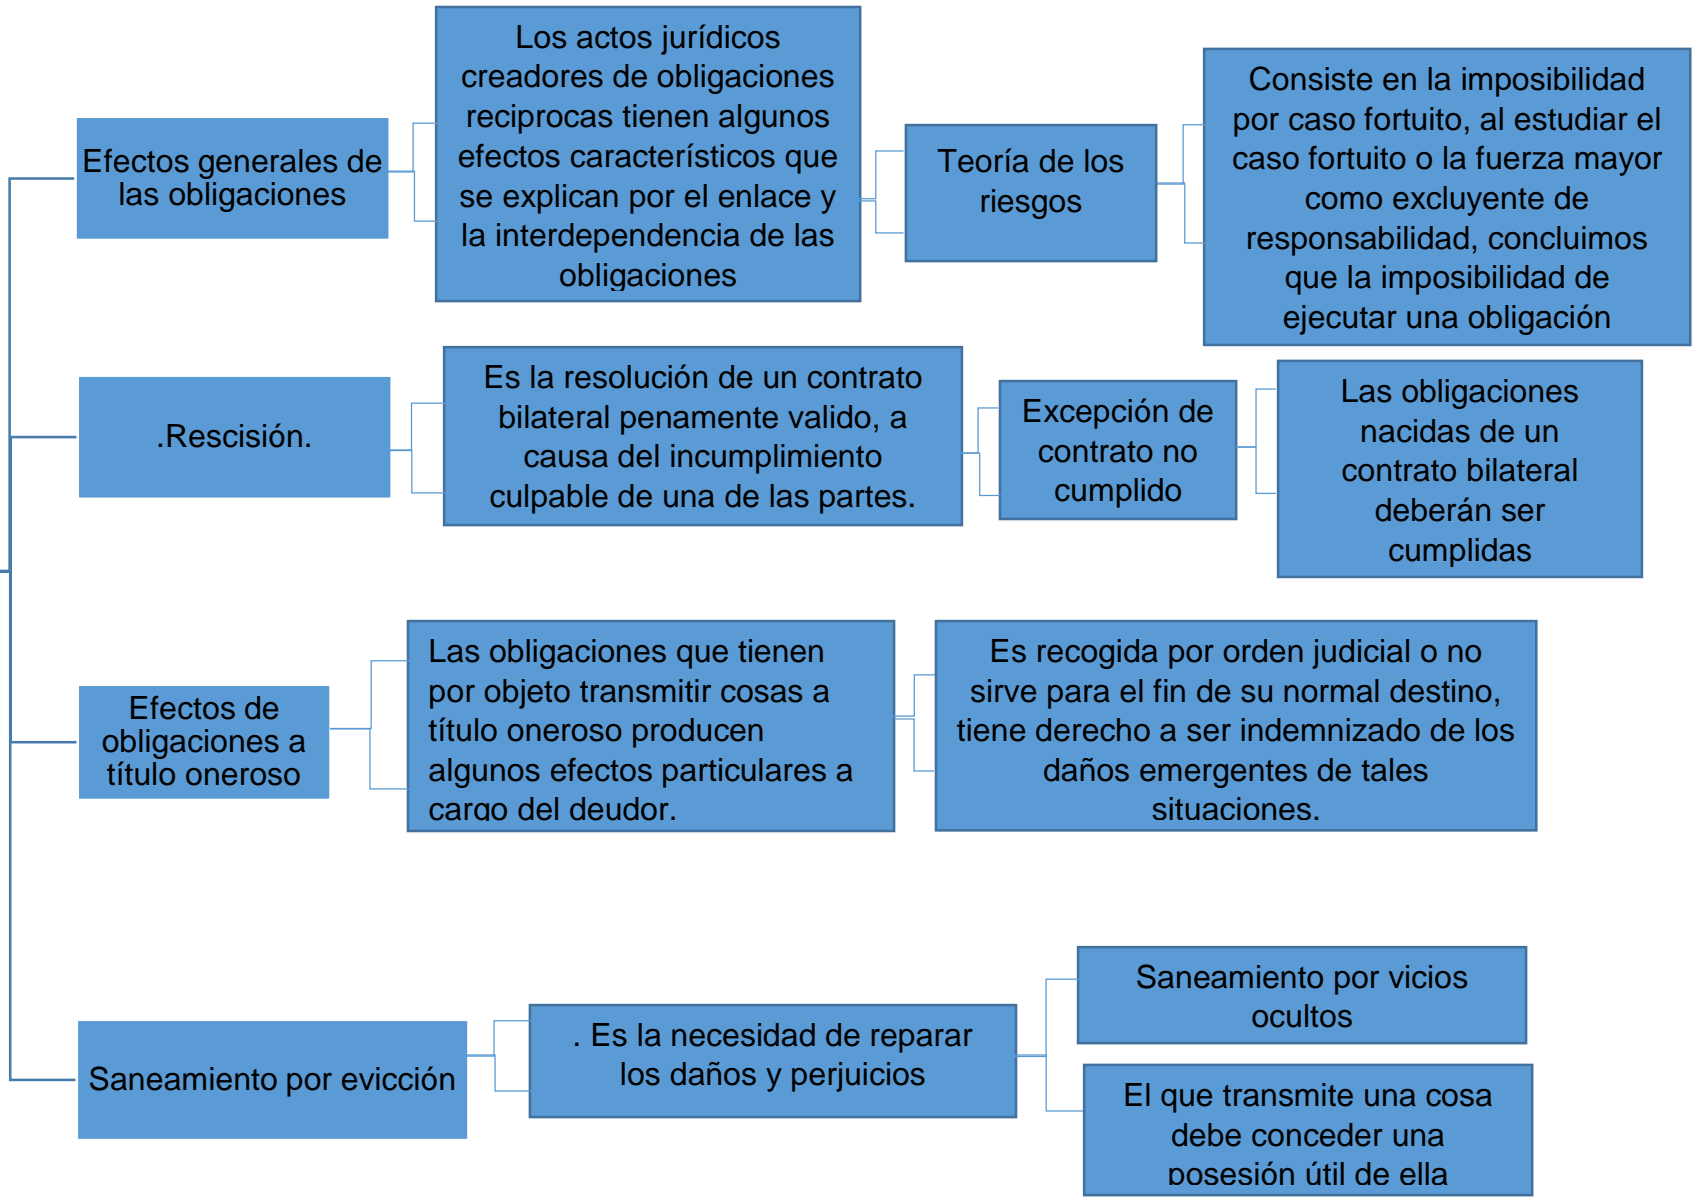 Efectos generales de
las obligaciones
Los actos jurídicos
creadores de obligaciones
reciprocas tienen algunos
efectos característicos que
se explican por el enlace y
la interdependencia de las
obligaciones
Teoría de los
riesgos
Consiste en la imposibilidad
por caso fortuito, al estudiar el
caso fortuito o la fuerza mayor
como excluyente de
responsabilidad, concluimos
que la imposibilidad de
ejecutar una obligación
.Rescisión.
Es la resolución de un contrato
bilateral penamente valido, a
causa del incumplimiento
culpable de una de las partes.
Excepción de
contrato no
cumplido
Las obligaciones
nacidas de un
contrato bilateral
deberán ser
cumplidas
Efectos de
obligaciones a
título oneroso
Las obligaciones que tienen
por objeto transmitir cosas a
título oneroso producen
algunos efectos particulares a
cargo del deudor.
Es recogida por orden judicial o no
sirve para el fin de su normal destino,
tiene derecho a ser indemnizado de los
daños emergentes de tales
situaciones.
Saneamiento por evicción
. Es la necesidad de reparar
los daños y perjuicios
Saneamiento por vicios
ocultos
El que transmite una cosa
debe conceder una
posesión útil de ella